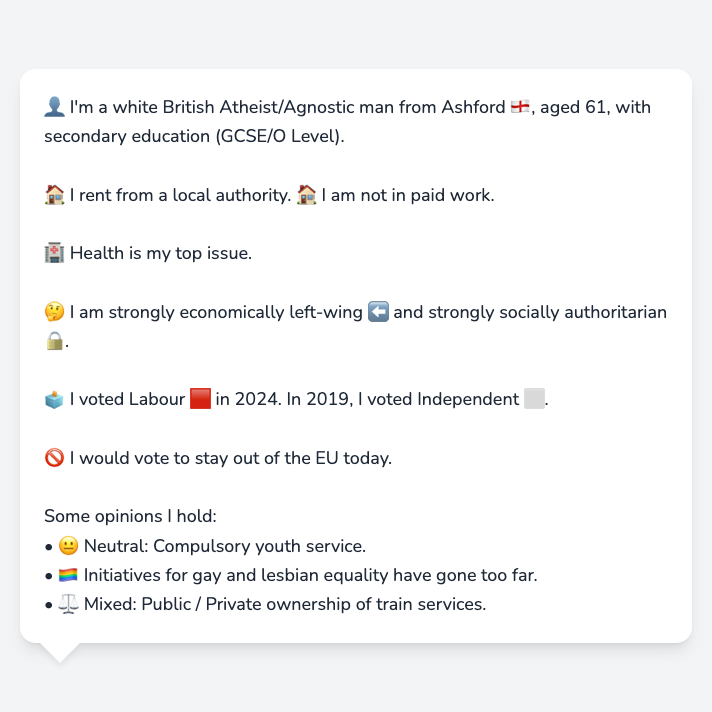 👤 I'm a white British Atheist/Agnostic man from Ashford 🏴󠁧󠁢󠁥󠁮󠁧󠁿, aged 61, with
secondary education (GCSE/O Level).
🏠 I rent from a local authority. 🏠 I am not in paid work.
🏥 Health is my top issue.
🤔 I am strongly economically left-wing ⬅️ and strongly socially authoritarian
🔒.
🗳️ I voted Labour 🟥 in 2024. In 2019, I voted Independent ⬜.
🚫 I would vote to stay out of the EU today.
Some opinions I hold:
• 😐 Neutral: Compulsory youth service.
• 🏳️‍🌈 Initiatives for gay and lesbian equality have gone too far.
• ⚖️ Mixed: Public / Private ownership of train services.